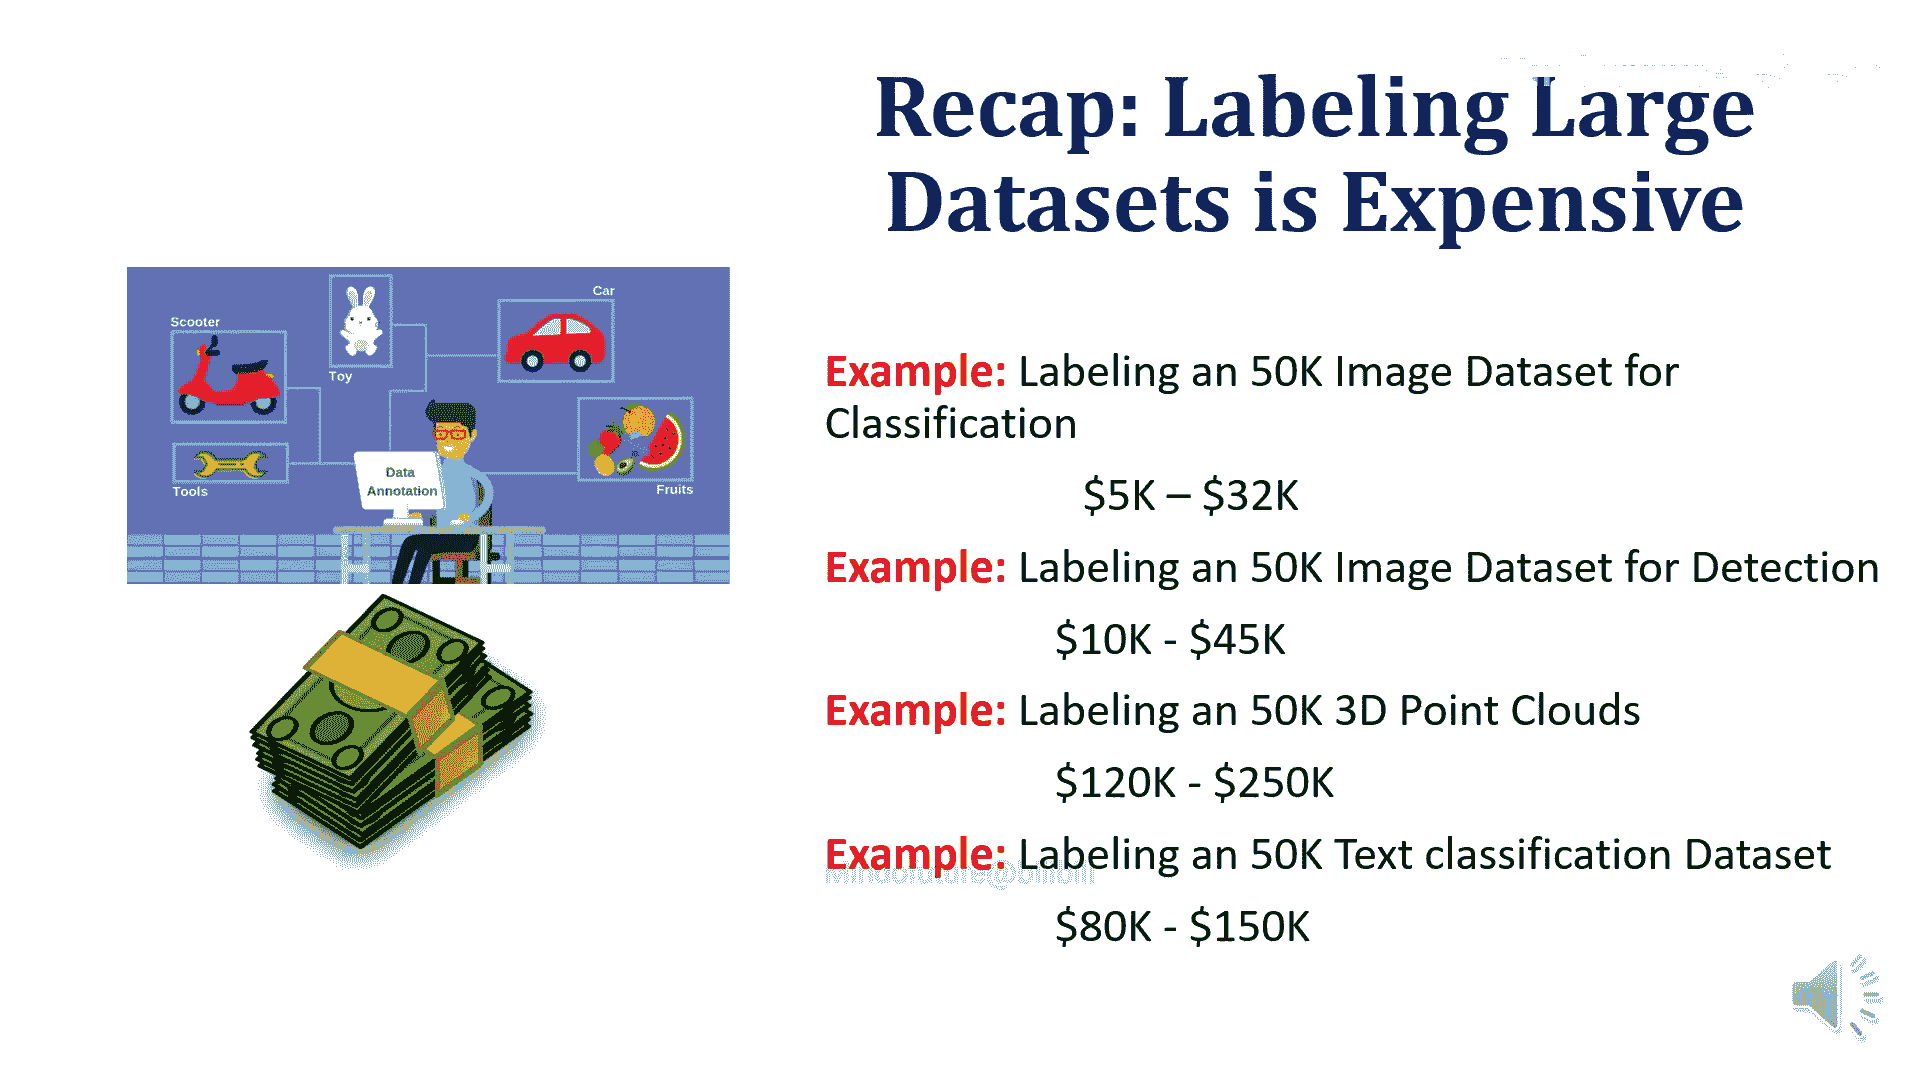 Recap: Labeling Large
Datasets is Expensive
Scooter
Toy
Car
Tools
Data
Annotation
Fruits
Example: Labeling an 50K Image Dataset for
Classification
$5K – $32K
Example: Labeling an 50K Image Dataset for Detection
$10K - $45K
Example: Labeling an 50K 3D Point Clouds
$120K - $250K
Example: Labeling an 50K Text classification Dataset
$80K - $150K